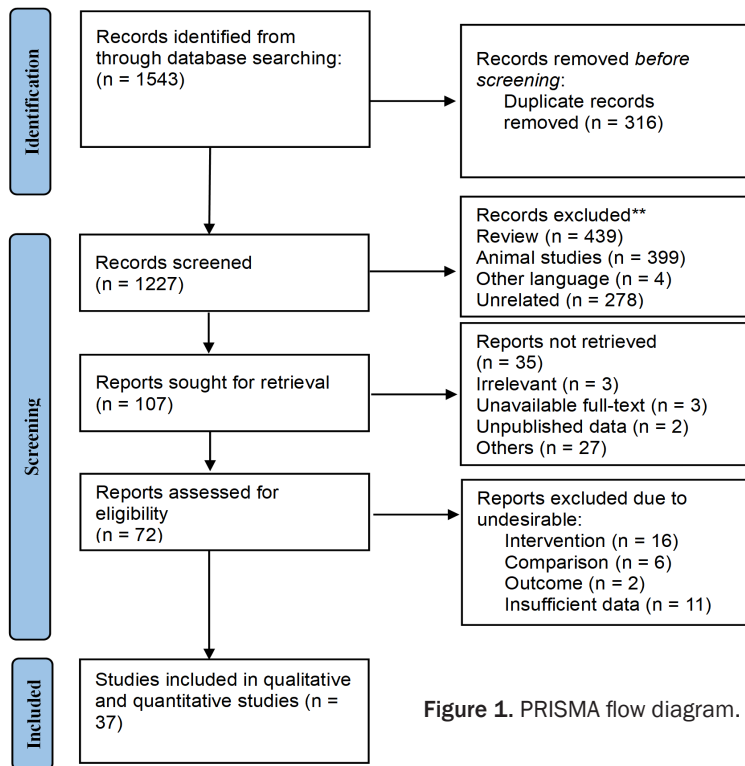 Identification
Records identified from
through database searching:
(n = 1543)
Records removed before
screening:
Duplicate records
removed (n = 316)
Screening
Records screened
(n = 1227)
Records excluded**
Review (n = 439)
Animal studies (n = 399)
Other language (n = 4)
Unrelated (n = 278)
Reports sought for retrieval
(n = 107)
Reports not retrieved
(n = 35)
Irrelevant (n = 3)
Unavailable full-text (n = 3)
Unpublished data (n = 2)
Others (n = 27)
Reports assessed for
eligibility
(n = 72)
Reports excluded due to
undesirable:
Intervention (n = 16)
Comparison (n = 6)
Outcome (n = 2)
Insufficient data (n = 11)
Included
Studies included in qualitative
and quantitative studies (n =
37)
Figure 1. PRISMA flow diagram.